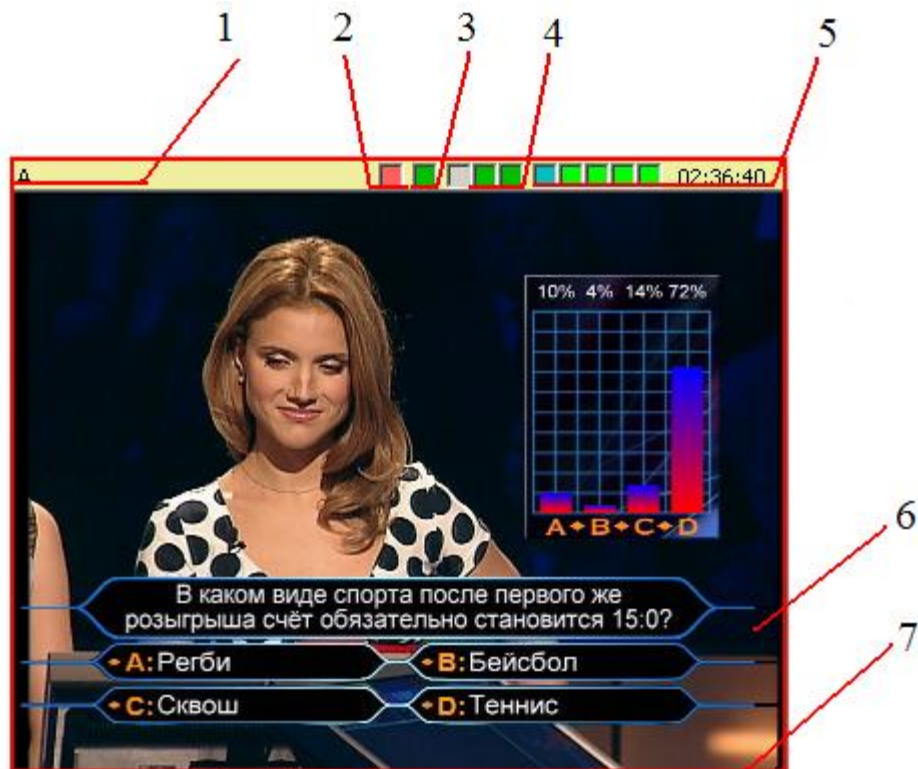 1 2 3 4 5
A 02:36:40
10% 4% 14% 72%
A B C D
6
В каком виде спорта после первого же
розыгрыша счёт обязательно становится 15:0?
7
A: Регби B: Бейсбол
C: Сквош D: Теннис